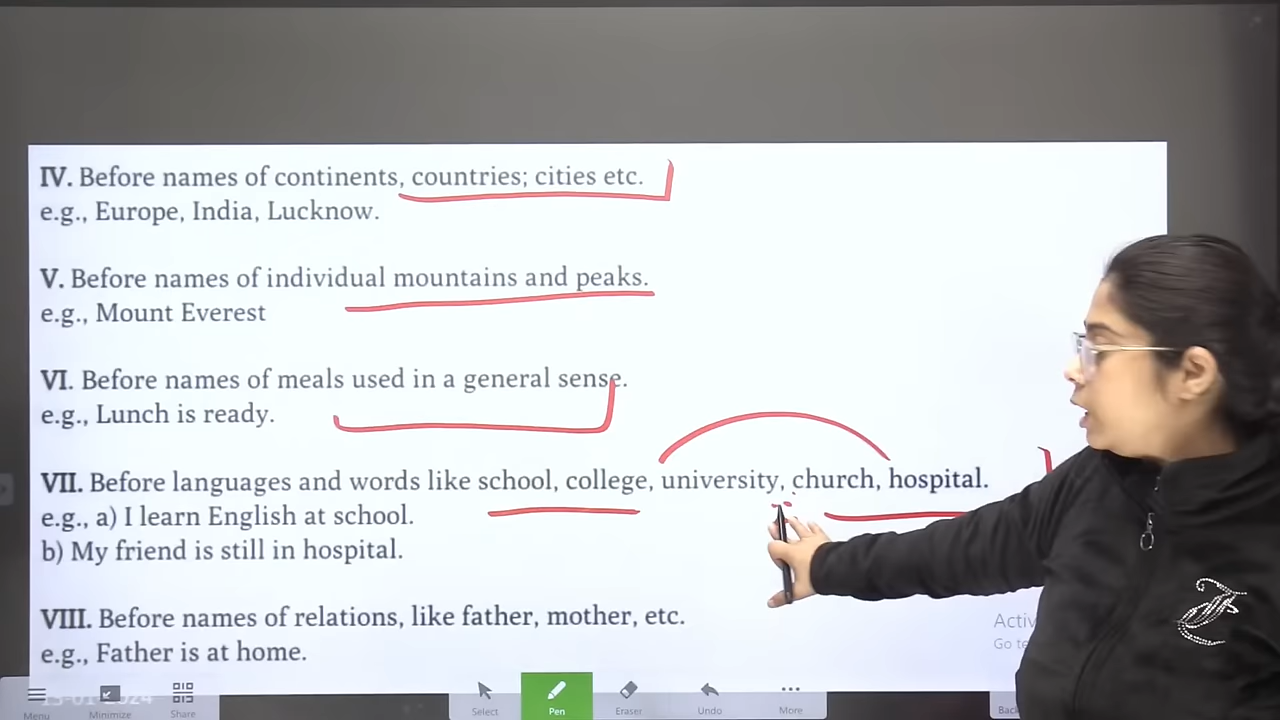 IV. Before names of continents, countries; cities etc.
e.g., Europe, India, Lucknow.
V. Before names of individual mountains and peaks.
e.g., Mount Everest
VI. Before names of meals used in a general sense.
e.g., Lunch is ready.
VII. Before languages and words like school, college, university, church, hospital.
e.g., a) I learn English at school.
b) My friend is still in hospital.
VIII. Before names of relations, like father, mother, etc.
e.g., Father is at home.
Menu
Minimize
Share
Select
Pen
Eraser
Undo
More